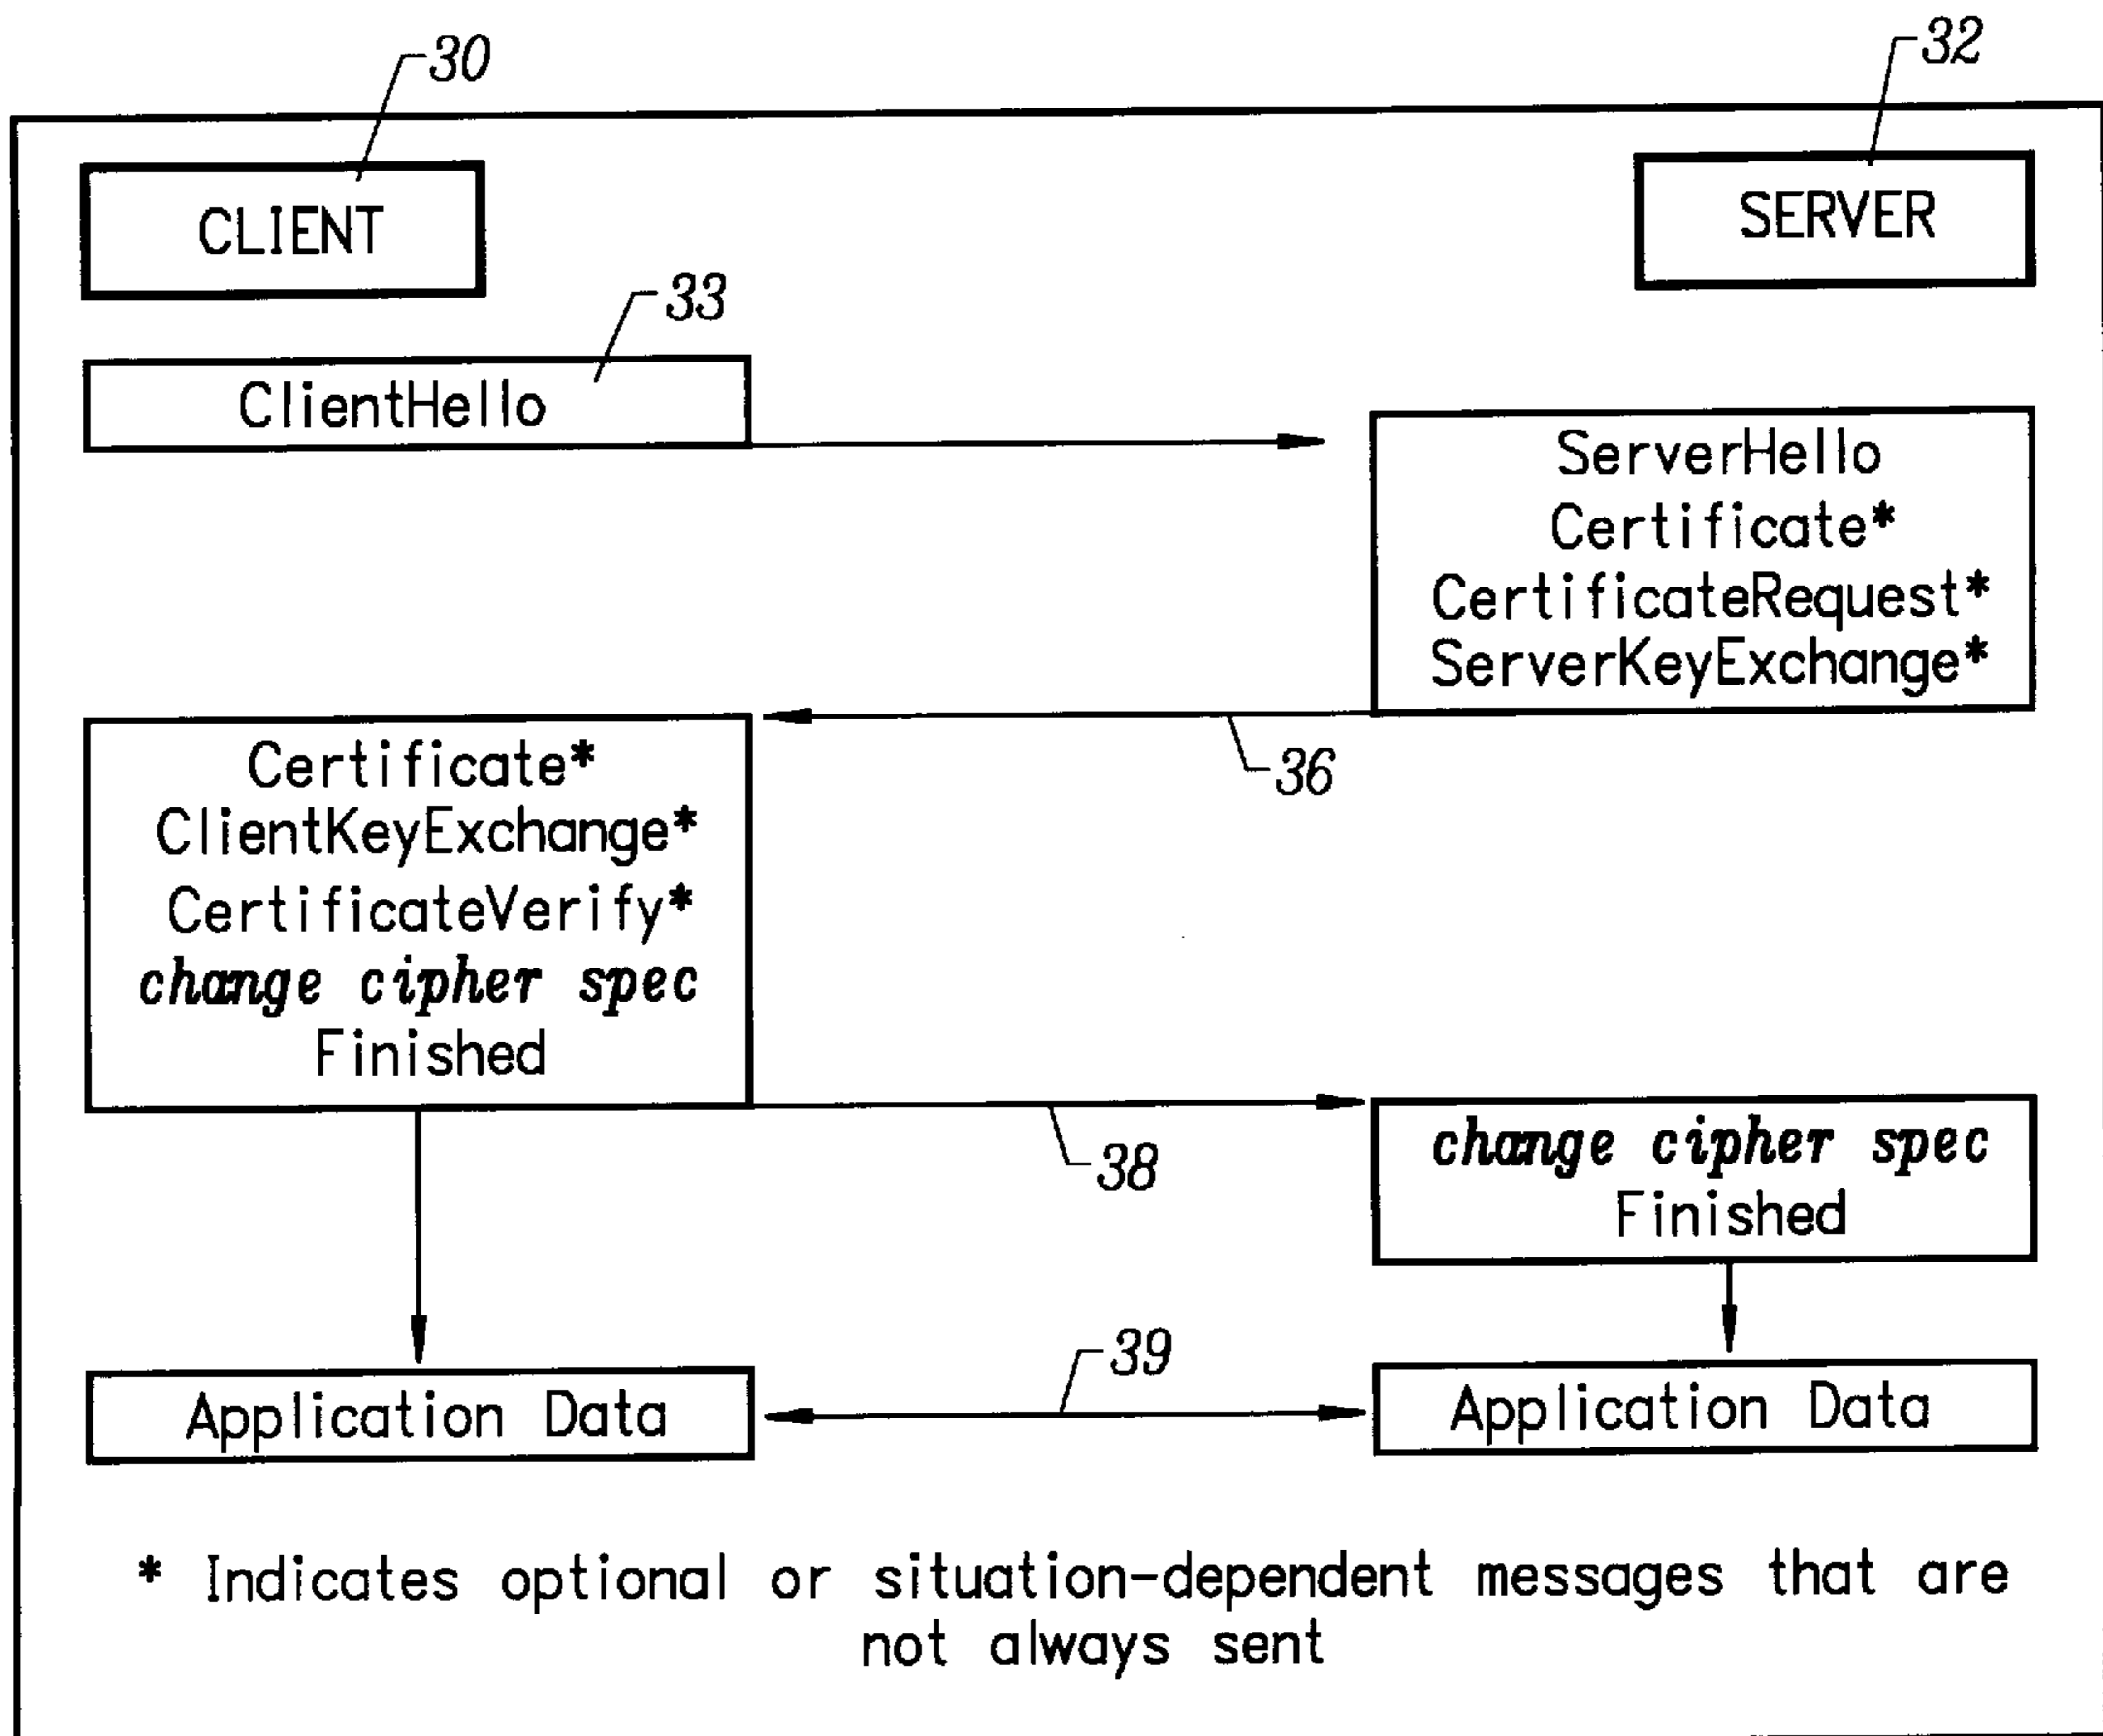 30
32
CLIENT
SERVER
33
ClientHello
ServerHello
Certificate*
CertificateRequest*
ServerKeyExchange*
36
Certificate*
ClientKeyExchange*
CertificateVerify*
change cipher spec
Finished
38
change cipher spec
Finished
39
Application Data
Application Data
* Indicates optional or situation-dependent messages that are
not always sent